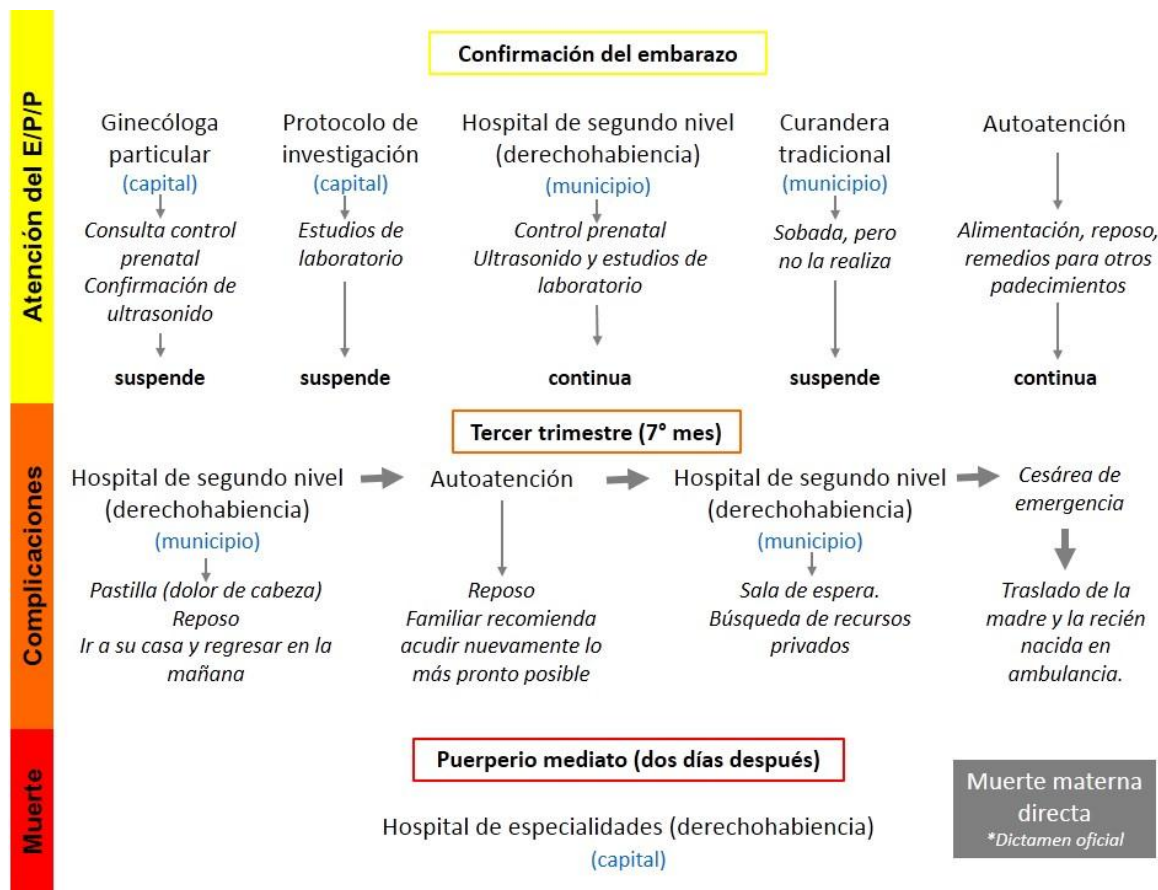 Atención del E/P/P
Confirmación del embarazo
Ginecóloga
particular
(capital)
Consulta control
prenatal
Confirmación de
ultrasonido
suspende
Protocolo de
investigación
(capital)
Estudios de
laboratorio
suspende
Hospital de segundo nivel
(derechohabiencia)
(municipio)
Control prenatal
Ultrasonido y estudios de
laboratorio
continua
Curandera
tradicional
(municipio)
Sobada, pero
no la realiza
suspende
Autoatención
Alimentación, reposo,
remedios para otros
padecimientos
continua
Complicaciones
Tercer trimestre (7° mes)
Hospital de segundo nivel
(derechohabiencia)
(municipio)
Pastilla (dolor de cabeza)
Reposo
Ir a su casa y regresar en la
mañana
Autoatención
Reposo
Familiar recomienda
acudir nuevamente lo
más pronto posible
Hospital de segundo nivel
(derechohabiencia)
(municipio)
Sala de espera.
Búsqueda de recursos
privados
Cesárea de
emergencia
Traslado de la
madre y la recién
nacida en
ambulancia.
Muerte
Puerperio mediato (dos días después)
Hospital de especialidades (derechohabiencia)
(capital)
Muerte materna
directa
*Dictamen oficial